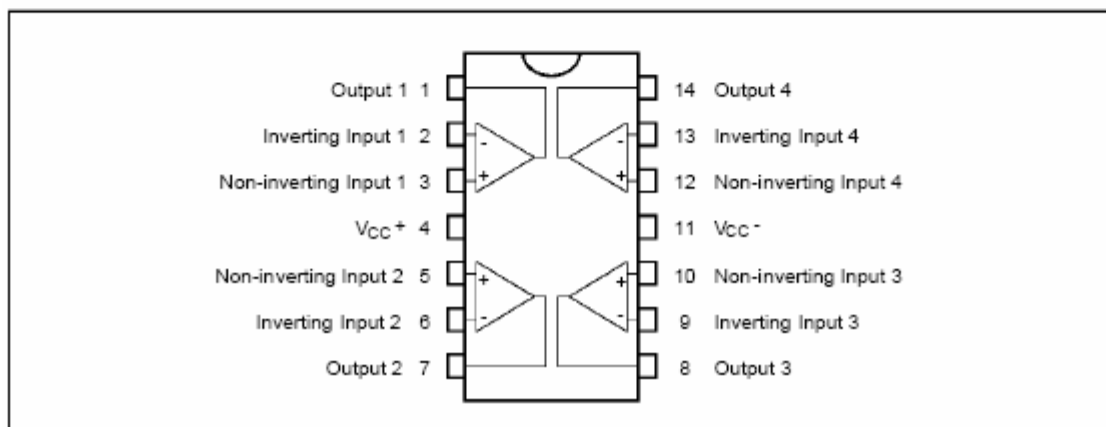 Output 1 1
14 Output 4
Inverting Input 1 2
-
-
13 Inverting Input 4
Non-inverting Input 1 3
+
+
12 Non-inverting Input 4
VCC+ 4
11 VCC-
Non-inverting Input 2 5
+
+
10 Non-inverting Input 3
Inverting Input 2 6
-
-
9 Inverting Input 3
Output 2 7
8 Output 3